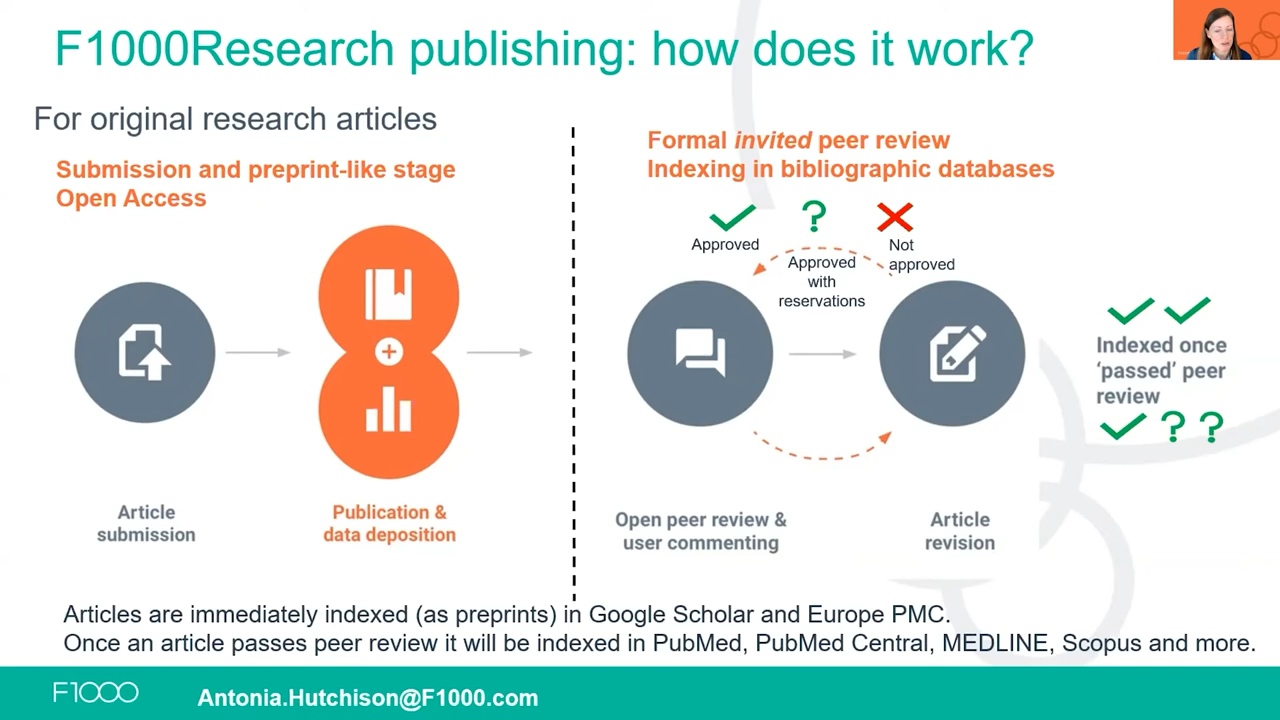 F1000Research publishing: how does it work?
For original research articles
Submission and preprint-like stage
Open Access
Article
submission
Publication &
data deposition
Formal invited peer review
Indexing in bibliographic databases
Approved
Approved
with
reservations
Not
approved
Open peer review &
user commenting
Article
revision
Indexed once
‘passed’ peer
review
Articles are immediately indexed (as preprints) in Google Scholar and Europe PMC.
Once an article passes peer review it will be indexed in PubMed, PubMed Central, MEDLINE, Scopus and more.
F1000
Antonia.Hutchison@F1000.com